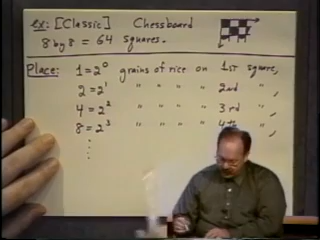 ex: [Classic] Chessboard
8 by 8 = 64 squares.
Place: 1 = 2⁰ grains of rice on 1st square,
2 = 2¹ " " " " 2nd " ,
4 = 2² " " " " 3rd " ,
8 = 2³ " " " " 4th " ,
⋮